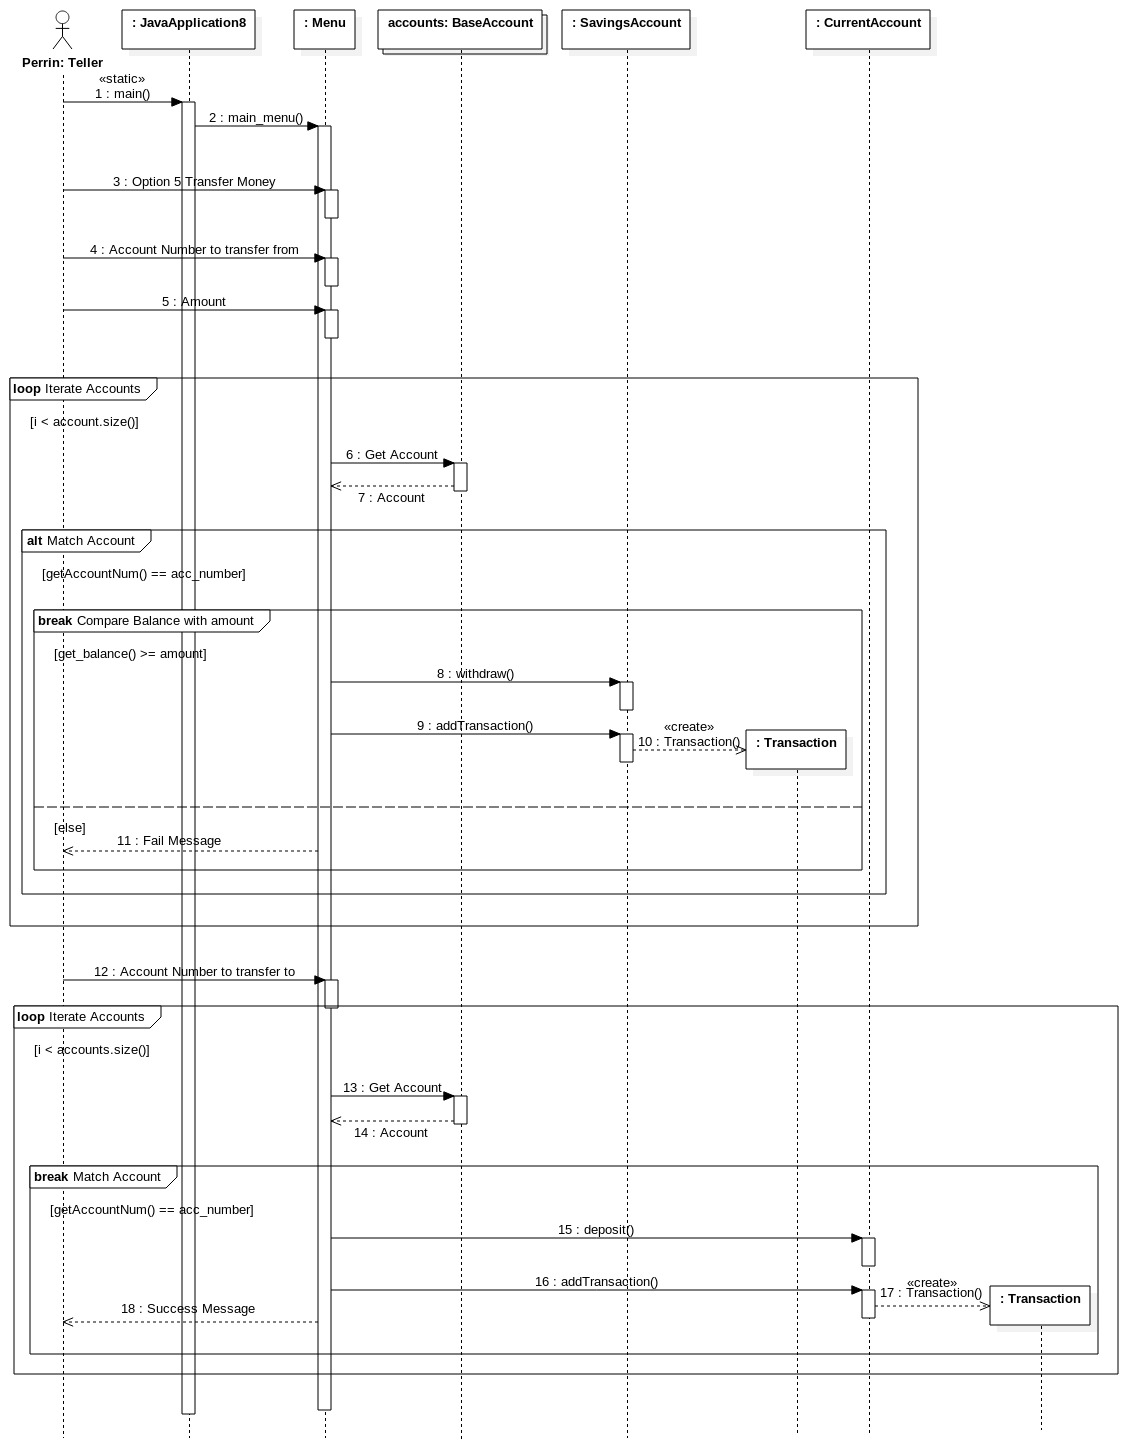 : JavaApplication8
: Menu
accounts: BaseAccount
: SavingsAccount
: CurrentAccount
Perrin: Teller
«static»
1 : main()
2 : main_menu()
3 : Option 5 Transfer Money
4 : Account Number to transfer from
5 : Amount
loop Iterate Accounts
[i < account.size()]
6 : Get Account
7 : Account
alt Match Account
[getAccountNum() == acc_number]
break Compare Balance with amount
[get_balance() >= amount]
8 : withdraw()
9 : addTransaction()
«create»
10 : Transaction()
: Transaction
[else]
11 : Fail Message
12 : Account Number to transfer to
loop Iterate Accounts
[i < accounts.size()]
13 : Get Account
14 : Account
break Match Account
[getAccountNum() == acc_number]
15 : deposit()
16 : addTransaction()
«create»
17 : Transaction()
: Transaction
18 : Success Message